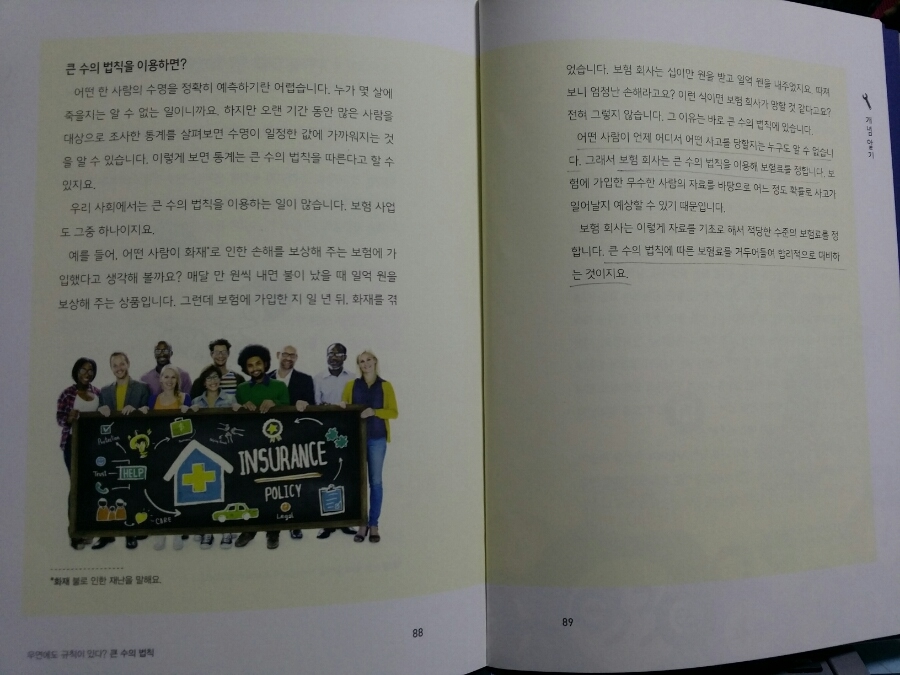 큰 수의 법칙을 이용하면?
어떤 한 사람의 수명을 정확히 예측하기란 어렵습니다. 누가 몇 살에
죽을지는 알 수 없는 일이니까요. 하지만 오랜 기간 동안 많은 사람을
대상으로 조사한 통계를 살펴보면 수명이 일정한 값에 가까워지는 것
을 알 수 있습니다. 이렇게 보면 통계는 큰 수의 법칙을 따른다고 할 수
있지요.
우리 사회에서는 큰 수의 법칙을 이용하는 일이 많습니다. 보험 사업
도 그중 하나이지요.
예를 들어, 어떤 사람이 화재*로 인한 손해를 보상해 주는 보험에 가
입했다고 생각해 볼까요? 매달 만 원씩 내면 불이 났을 때 일억 원을
보상해 주는 상품입니다. 그런데 보험에 가입한 지 일 년 뒤, 화재를 겪
Protection
Trust
HELP
CARE
INSURANCE
POLICY
Legal
*화재 불로 인한 재난을 말해요.
88
우연에도 규칙이 있다? 큰 수의 법칙
었습니다. 보험 회사는 십이만 원을 받고 일억 원을 내주었지요. 따져
보니 엄청난 손해라고요? 이런 식이면 보험 회사가 망할 것 같다고요?
전혀 그렇지 않습니다. 그 이유는 바로 큰 수의 법칙에 있습니다.
어떤 사람이 언제 어디서 어떤 사고를 당할지는 누구도 알 수 없습니
다. 그래서 보험 회사는 큰 수의 법칙을 이용해 보험료를 정합니다. 보
험에 가입한 무수한 사람의 자료를 바탕으로 어느 정도 확률로 사고가
일어날지 예상할 수 있기 때문입니다.
보험 회사는 이렇게 자료를 기초로 해서 적당한 수준의 보험료를 정
합니다. 큰 수의 법칙에 따른 보험료를 거두어들여 합리적으로 대비하
는 것이지요.
개념 알기
89